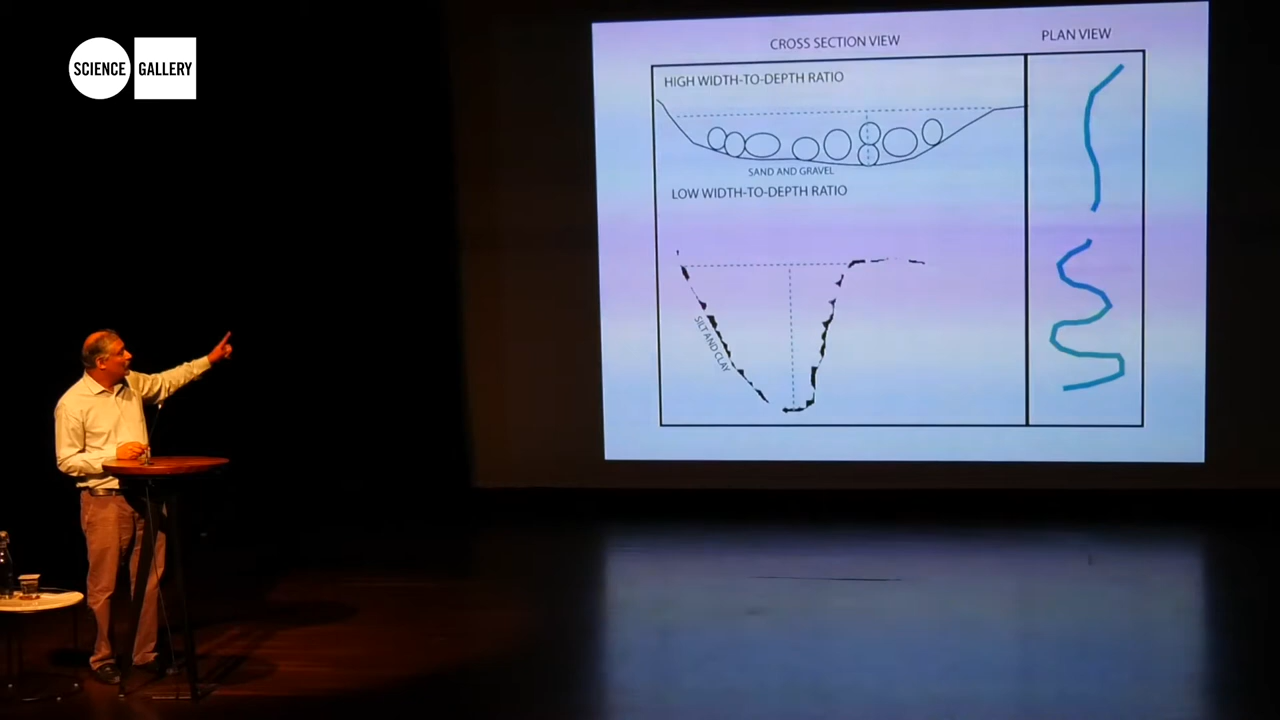 SCIENCE GALLERY
CROSS SECTION VIEW
PLAN VIEW
HIGH WIDTH-TO-DEPTH RATIO
SAND AND GRAVEL
LOW WIDTH-TO-DEPTH RATIO
SILT AND CLAY